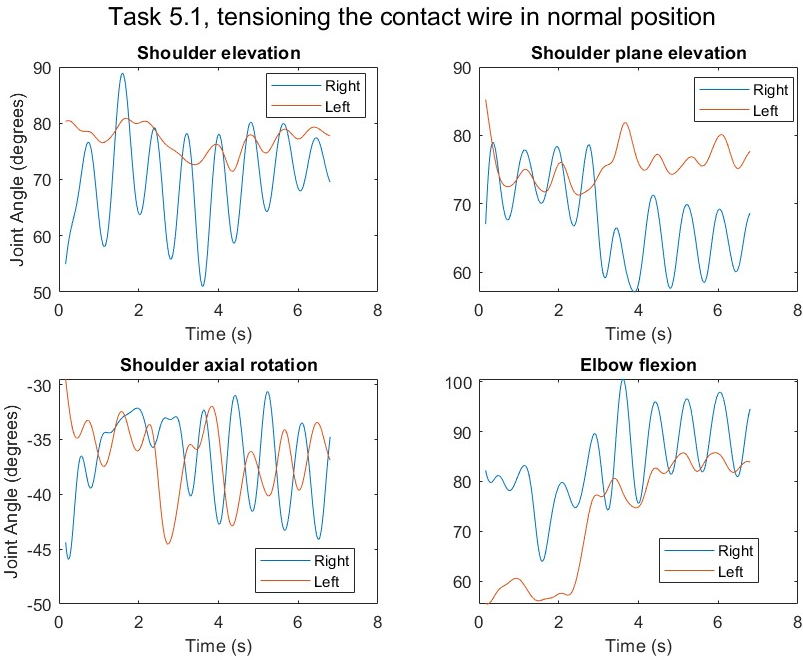 Task 5.1, tensioning the contact wire in normal position
Shoulder elevation
90
80
70
60
50
0
2
4
6
8
Joint Angle (degrees)
Time (s)
Right
Left
Shoulder plane elevation
90
80
70
60
0
2
4
6
8
Time (s)
Right
Left
Shoulder axial rotation
-30
-35
-40
-45
-50
0
2
4
6
8
Joint Angle (degrees)
Time (s)
Right
Left
Elbow flexion
100
90
80
70
60
0
2
4
6
8
Time (s)
Right
Left